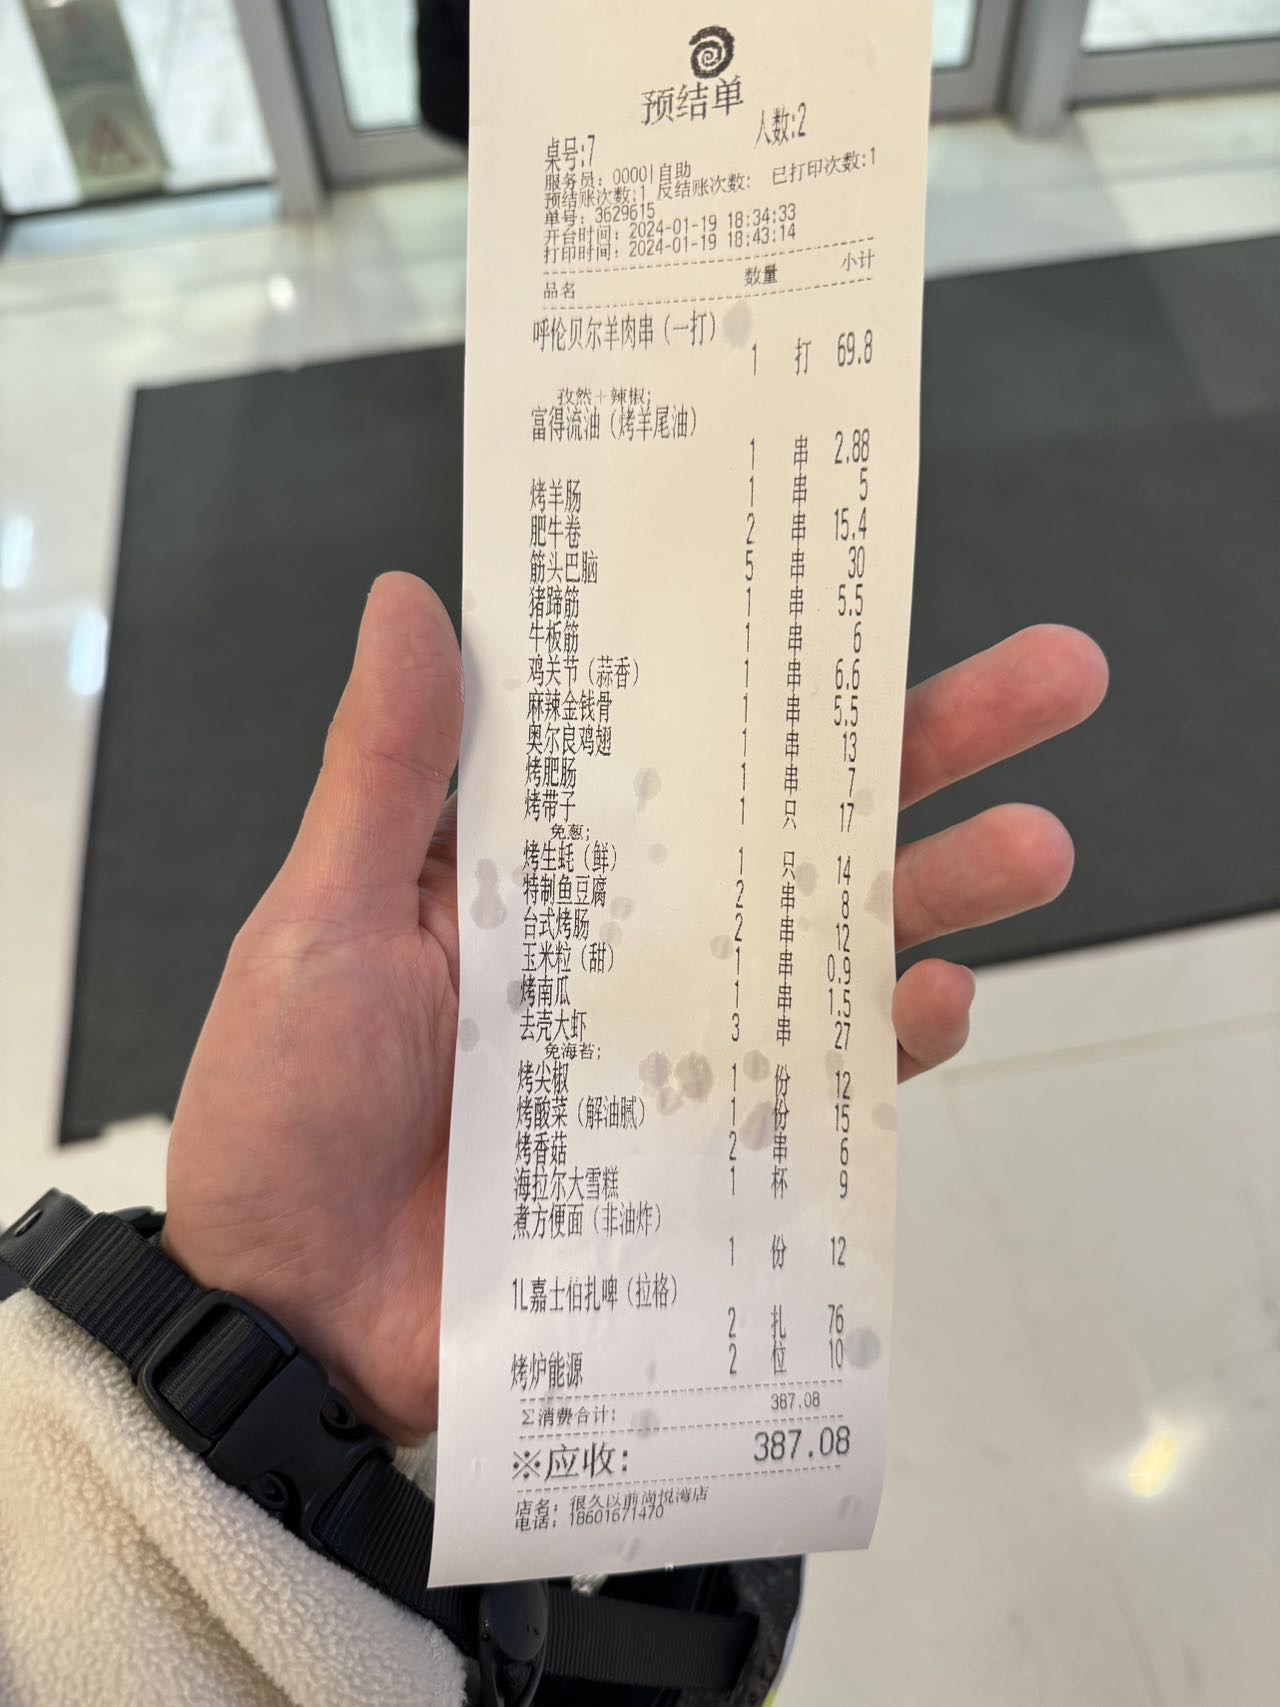 预结单
桌号:7 人数:2
服务员: 0000|自助
预结账次数:1 反结账次数: 已打印次数:1
单号: 3629615
开台时间: 2024-01-19 18:34:33
打印时间: 2024-01-19 18:43:14
品名 数量 小计
呼伦贝尔羊肉串(一打)
1 打 69.8
孜然+辣椒;
富得流油(烤羊尾油)
1 串 2.88
烤羊肠 1 串 5
肥牛卷 2 串 15.4
筋头巴脑 5 串 30
猪蹄筋 1 串 5.5
牛板筋 1 串 6
鸡关节(蒜香) 1 串 6.6
麻辣金钱骨 1 串 5.5
奥尔良鸡翅 1 串 13
烤肥肠 1 串 7
烤带子 1 只 17
免葱;
烤生蚝(鲜) 1 只 14
特制鱼豆腐 2 串 8
台式烤肠 2 串 12
玉米粒(甜) 1 串 0.9
烤南瓜 1 串 1.5
去壳大虾 3 串 27
免海苔;
烤尖椒 1 份 12
烤酸菜(解油腻) 1 份 15
烤香菇 2 串 6
海拉尔大雪糕 1 杯 9
煮方便面(非油炸)
1 份 12
1L嘉士伯扎啤(拉格)
2 扎 76
烤炉能源 2 位 10
Σ消费合计: 387.08
※应收: 387.08
店名: 很久以前尚悦湾店
电话: 18601671470